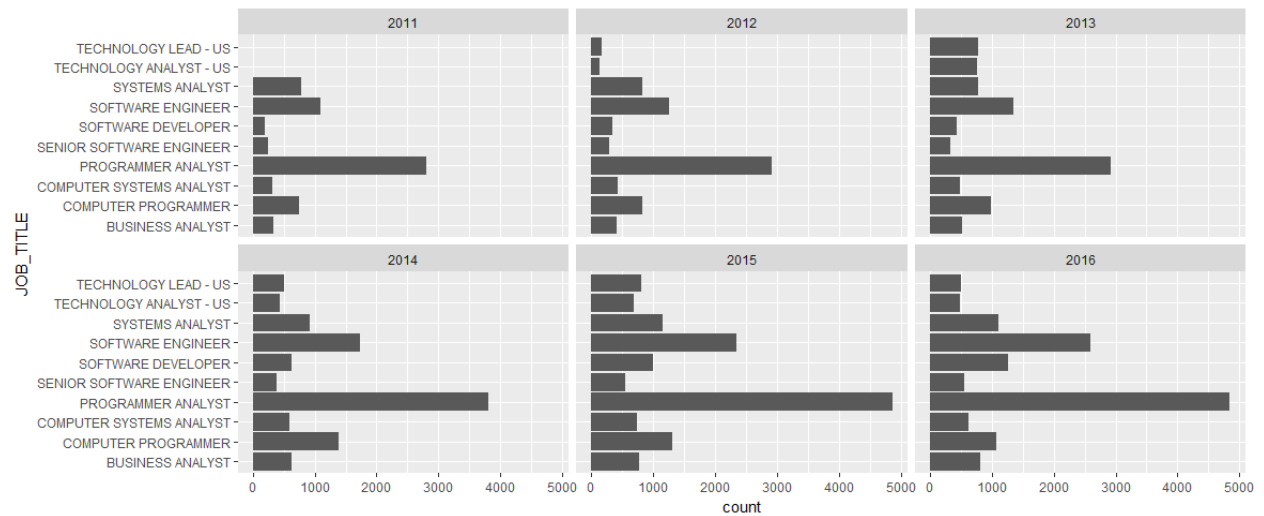 2011
2012
2013
TECHNOLOGY LEAD - US
TECHNOLOGY ANALYST - US
SYSTEMS ANALYST
SOFTWARE ENGINEER
SOFTWARE DEVELOPER
SENIOR SOFTWARE ENGINEER
PROGRAMMER ANALYST
COMPUTER SYSTEMS ANALYST
COMPUTER PROGRAMMER
BUSINESS ANALYST
JOB_TITLE
2014
2015
2016
TECHNOLOGY LEAD - US
TECHNOLOGY ANALYST - US
SYSTEMS ANALYST
SOFTWARE ENGINEER
SOFTWARE DEVELOPER
SENIOR SOFTWARE ENGINEER
PROGRAMMER ANALYST
COMPUTER SYSTEMS ANALYST
COMPUTER PROGRAMMER
BUSINESS ANALYST
0 1000 2000 3000 4000 5000 0 1000 2000 3000 4000 5000 0 1000 2000 3000 4000 5000
count